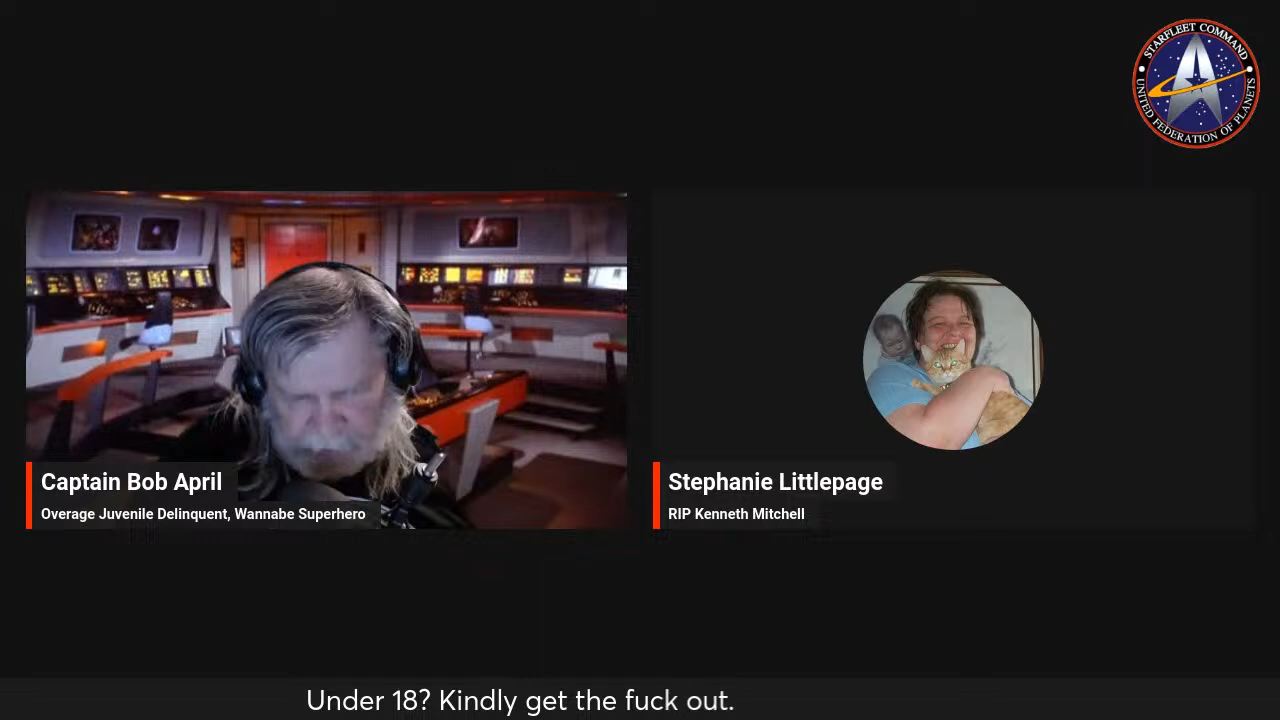 STARFLEET COMMAND
UNITED FEDERATION OF PLANETS
Captain Bob April
Overage Juvenile Delinquent, Wannabe Superhero
Stephanie Littlepage
RIP Kenneth Mitchell
Under 18? Kindly get the fuck out.